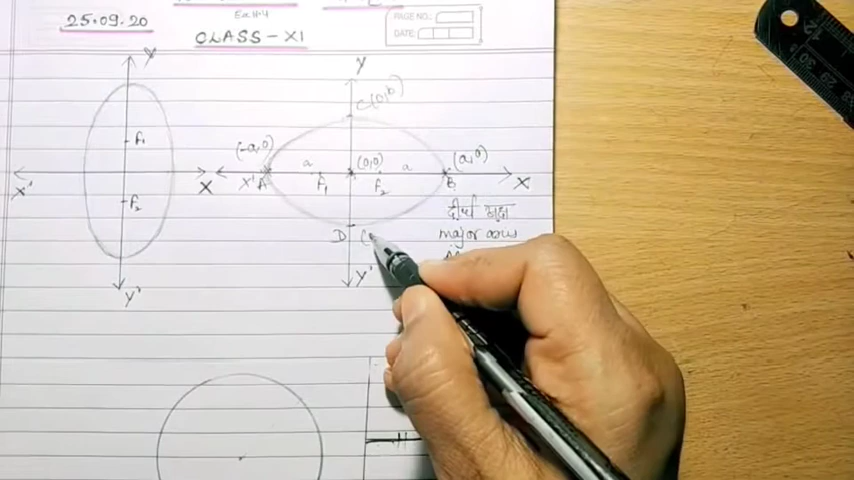 25.09.20
Ex 11.4
CLASS - XI
PAGE NO.:
DATE:
Y
Y
C (0,b)
(-a,0)
a
(0,0)
a
(a,0)
F1
X'
X
X'
A
F1
F2
B
X
F2
दीर्घ अक्ष
D (
major axis
Y'
Y'